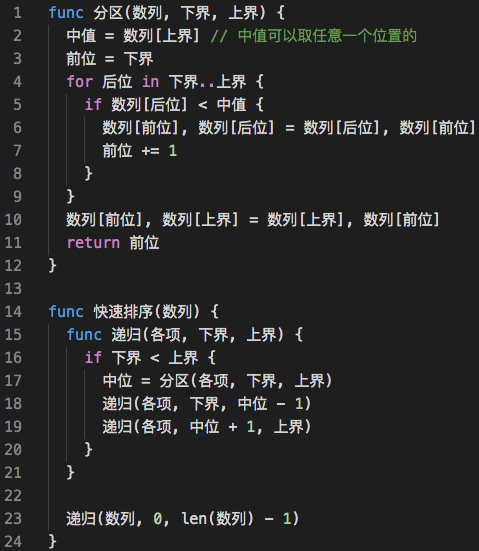 1 func 分区(数列, 下界, 上界) {
2   中值 = 数列[上界] // 中值可以取任意一个位置的
3   前位 = 下界
4   for 后位 in 下界..上界 {
5     if 数列[后位] < 中值 {
6       数列[前位], 数列[后位] = 数列[后位], 数列[前位]
7       前位 += 1
8     }
9   }
10   数列[前位], 数列[上界] = 数列[上界], 数列[前位]
11   return 前位
12 }
13
14 func 快速排序(数列) {
15   func 递归(各项, 下界, 上界) {
16     if 下界 < 上界 {
17       中位 = 分区(各项, 下界, 上界)
18       递归(各项, 下界, 中位 - 1)
19       递归(各项, 中位 + 1, 上界)
20     }
21   }
22
23   递归(数列, 0, len(数列) - 1)
24 }